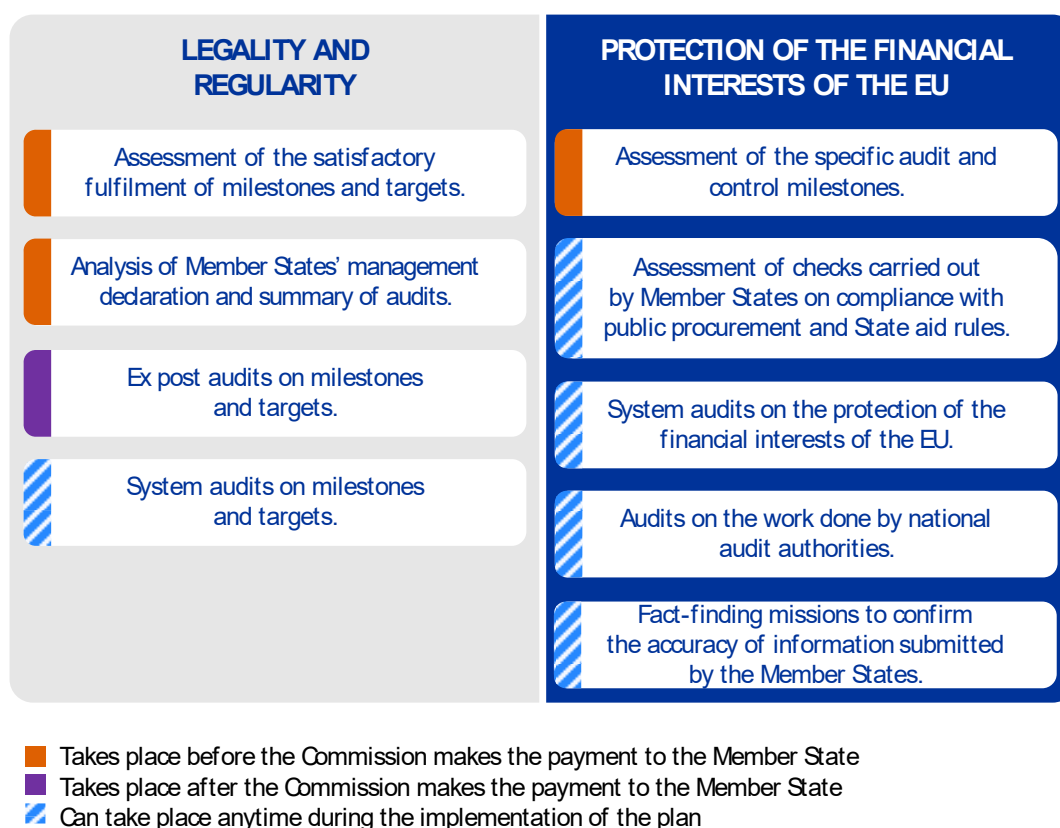 LEGALITY AND
REGULARITY
Assessment of the satisfactory
fulfilment of milestones and targets.
Analysis of Member States’ management
declaration and summary of audits.
Ex post audits on milestones
and targets.
System audits on milestones
and targets.
PROTECTION OF THE FINANCIAL
INTERESTS OF THE EU
Assessment of the specific audit and
control milestones.
Assessment of checks carried out
by Member States on compliance with
public procurement and State aid rules.
System audits on the protection of the
financial interests of the EU.
Audits on the work done by national
audit authorities.
Fact-finding missions to confirm
the accuracy of information submitted
by the Member States.
Takes place before the Commission makes the payment to the Member State
Takes place after the Commission makes the payment to the Member State
Can take place anytime during the implementation of the plan